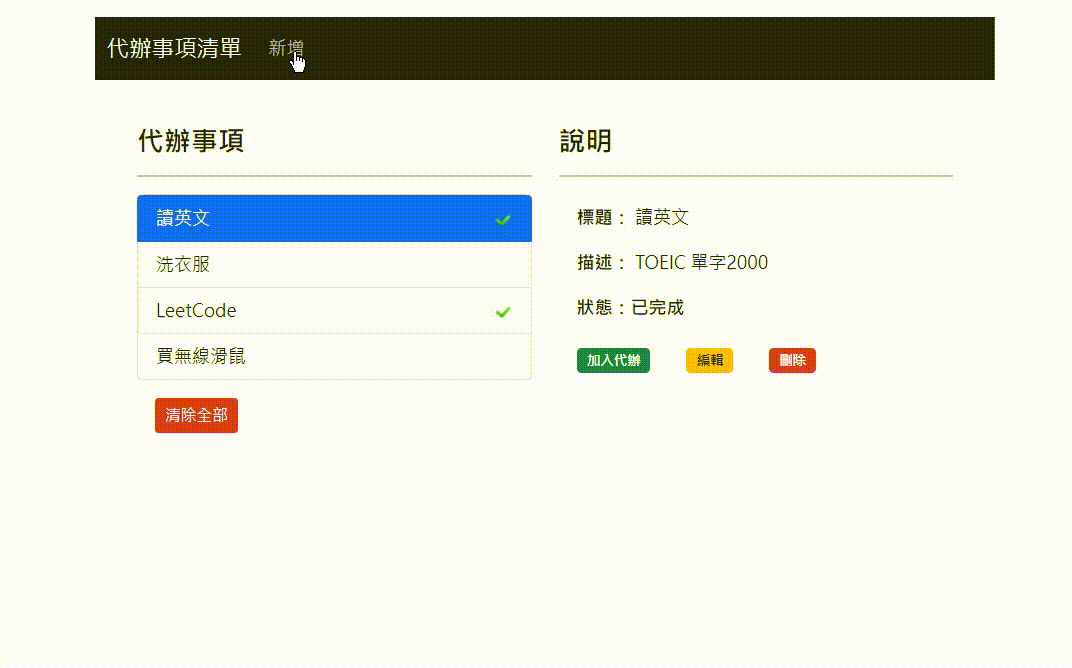 代辦事項清單 新增
代辦事項
讀英文
洗衣服
LeetCode
買無線滑鼠
清除全部
說明
標題： 讀英文
描述： TOEIC 單字2000
狀態：已完成
加入代辦 編輯 刪除